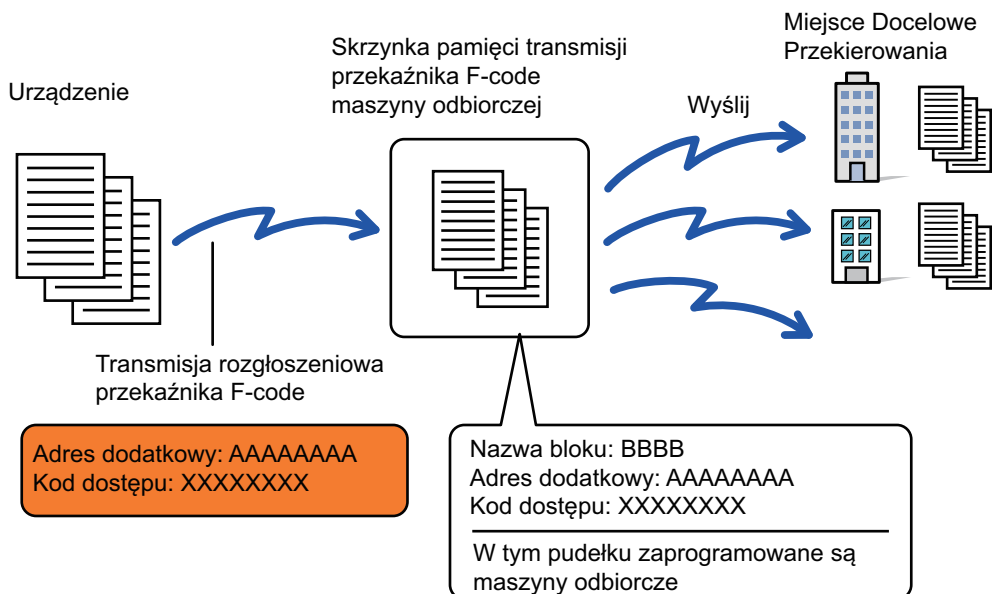 Urządzenie
Skrzynka pamięci transmisji
przekaźnika F-code
maszyny odbiorczej
Wyślij
Miejsce Docelowe
Przekierowania
Transmisja rozgłoszeniowa
przekaźnika F-code
Adres dodatkowy: AAAAAAAA
Kod dostępu: XXXXXXXX
Nazwa bloku: BBBB
Adres dodatkowy: AAAAAAAA
Kod dostępu: XXXXXXXX
W tym pudełku zaprogramowane są
maszyny odbiorcze